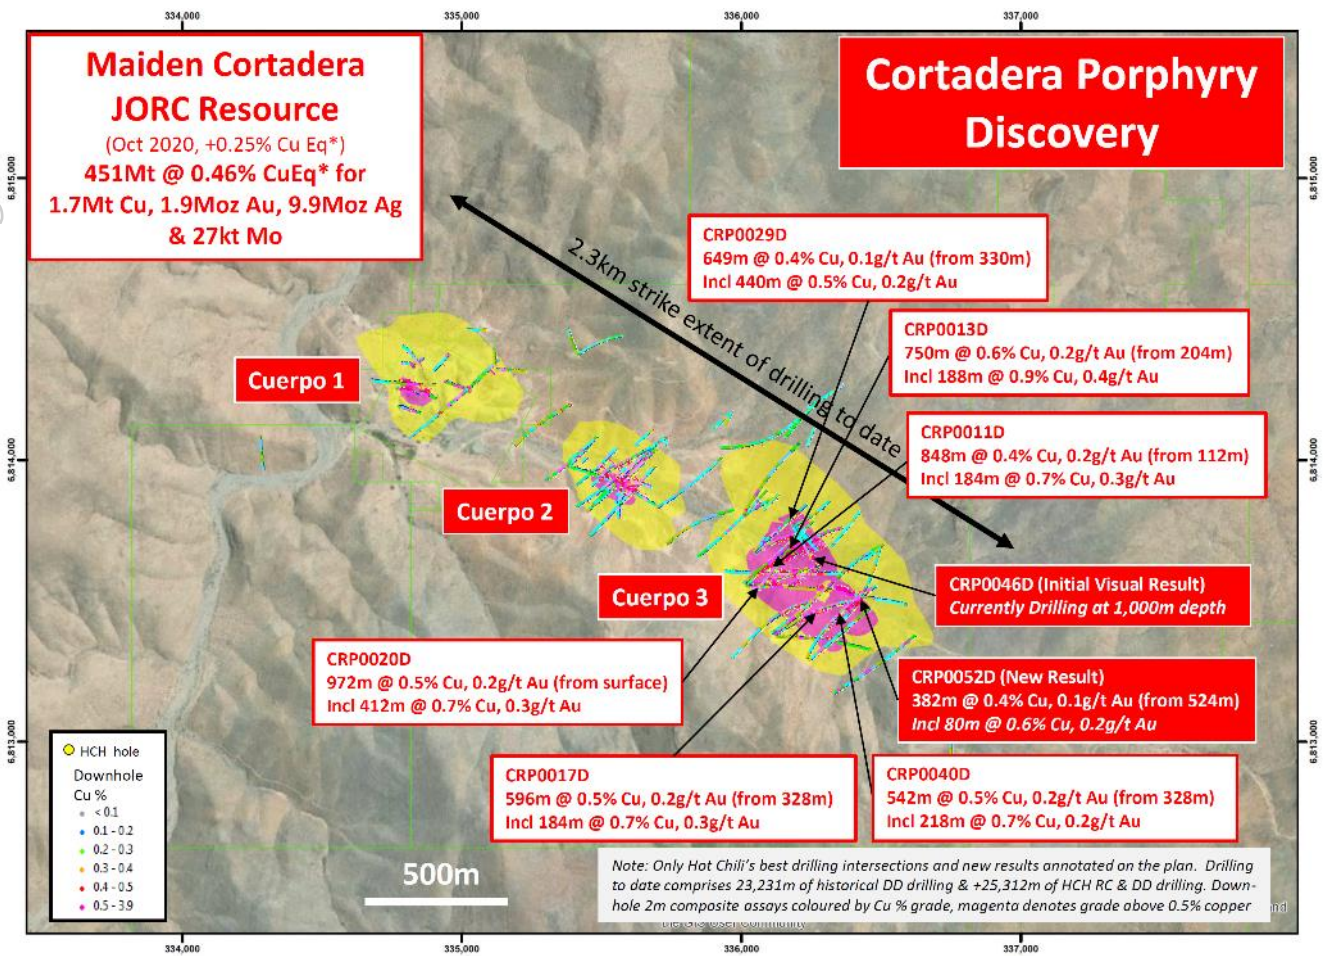 334,000
335,000
336,000
337,000
Maiden Cortadera
JORC Resource
(Oct 2020, +0.25% Cu Eq*)
451Mt @ 0.46% CuEq* for
1.7Mt Cu, 1.9Moz Au, 9.9Moz Ag
& 27kt Mo
Cortadera Porphyry
Discovery
6,815,000
6,815,000
2.3km strike extent of drilling to date
CRP0029D
649m @ 0.4% Cu, 0.1g/t Au (from 330m)
Incl 440m @ 0.5% Cu, 0.2g/t Au
CRP0013D
750m @ 0.6% Cu, 0.2g/t Au (from 204m)
Incl 188m @ 0.9% Cu, 0.4g/t Au
Cuerpo 1
CRP0011D
848m @ 0.4% Cu, 0.2g/t Au (from 112m)
Incl 184m @ 0.7% Cu, 0.3g/t Au
6,814,000
6,814,000
Cuerpo 2
Cuerpo 3
CRP0046D (Initial Visual Result)
Currently Drilling at 1,000m depth
CRP0020D
972m @ 0.5% Cu, 0.2g/t Au (from surface)
Incl 412m @ 0.7% Cu, 0.3g/t Au
CRP0052D (New Result)
382m @ 0.4% Cu, 0.1g/t Au (from 524m)
Incl 80m @ 0.6% Cu, 0.2g/t Au
6,813,000
6,813,000
CRP0017D
596m @ 0.5% Cu, 0.2g/t Au (from 328m)
Incl 184m @ 0.7% Cu, 0.3g/t Au
CRP0040D
542m @ 0.5% Cu, 0.2g/t Au (from 328m)
Incl 218m @ 0.7% Cu, 0.2g/t Au
HCH hole
Downhole
Cu %
< 0.1
0.1 - 0.2
0.2 - 0.3
0.3 - 0.4
0.4 - 0.5
0.5 - 3.9
500m
Note: Only Hot Chili's best drilling intersections and new results annotated on the plan. Drilling
to date comprises 23,231m of historical DD drilling & +25,312m of HCH RC & DD drilling. Down-
hole 2m composite assays coloured by Cu % grade, magenta denotes grade above 0.5% copper
the GIS User Community
334,000
335,000
336,000
337,000